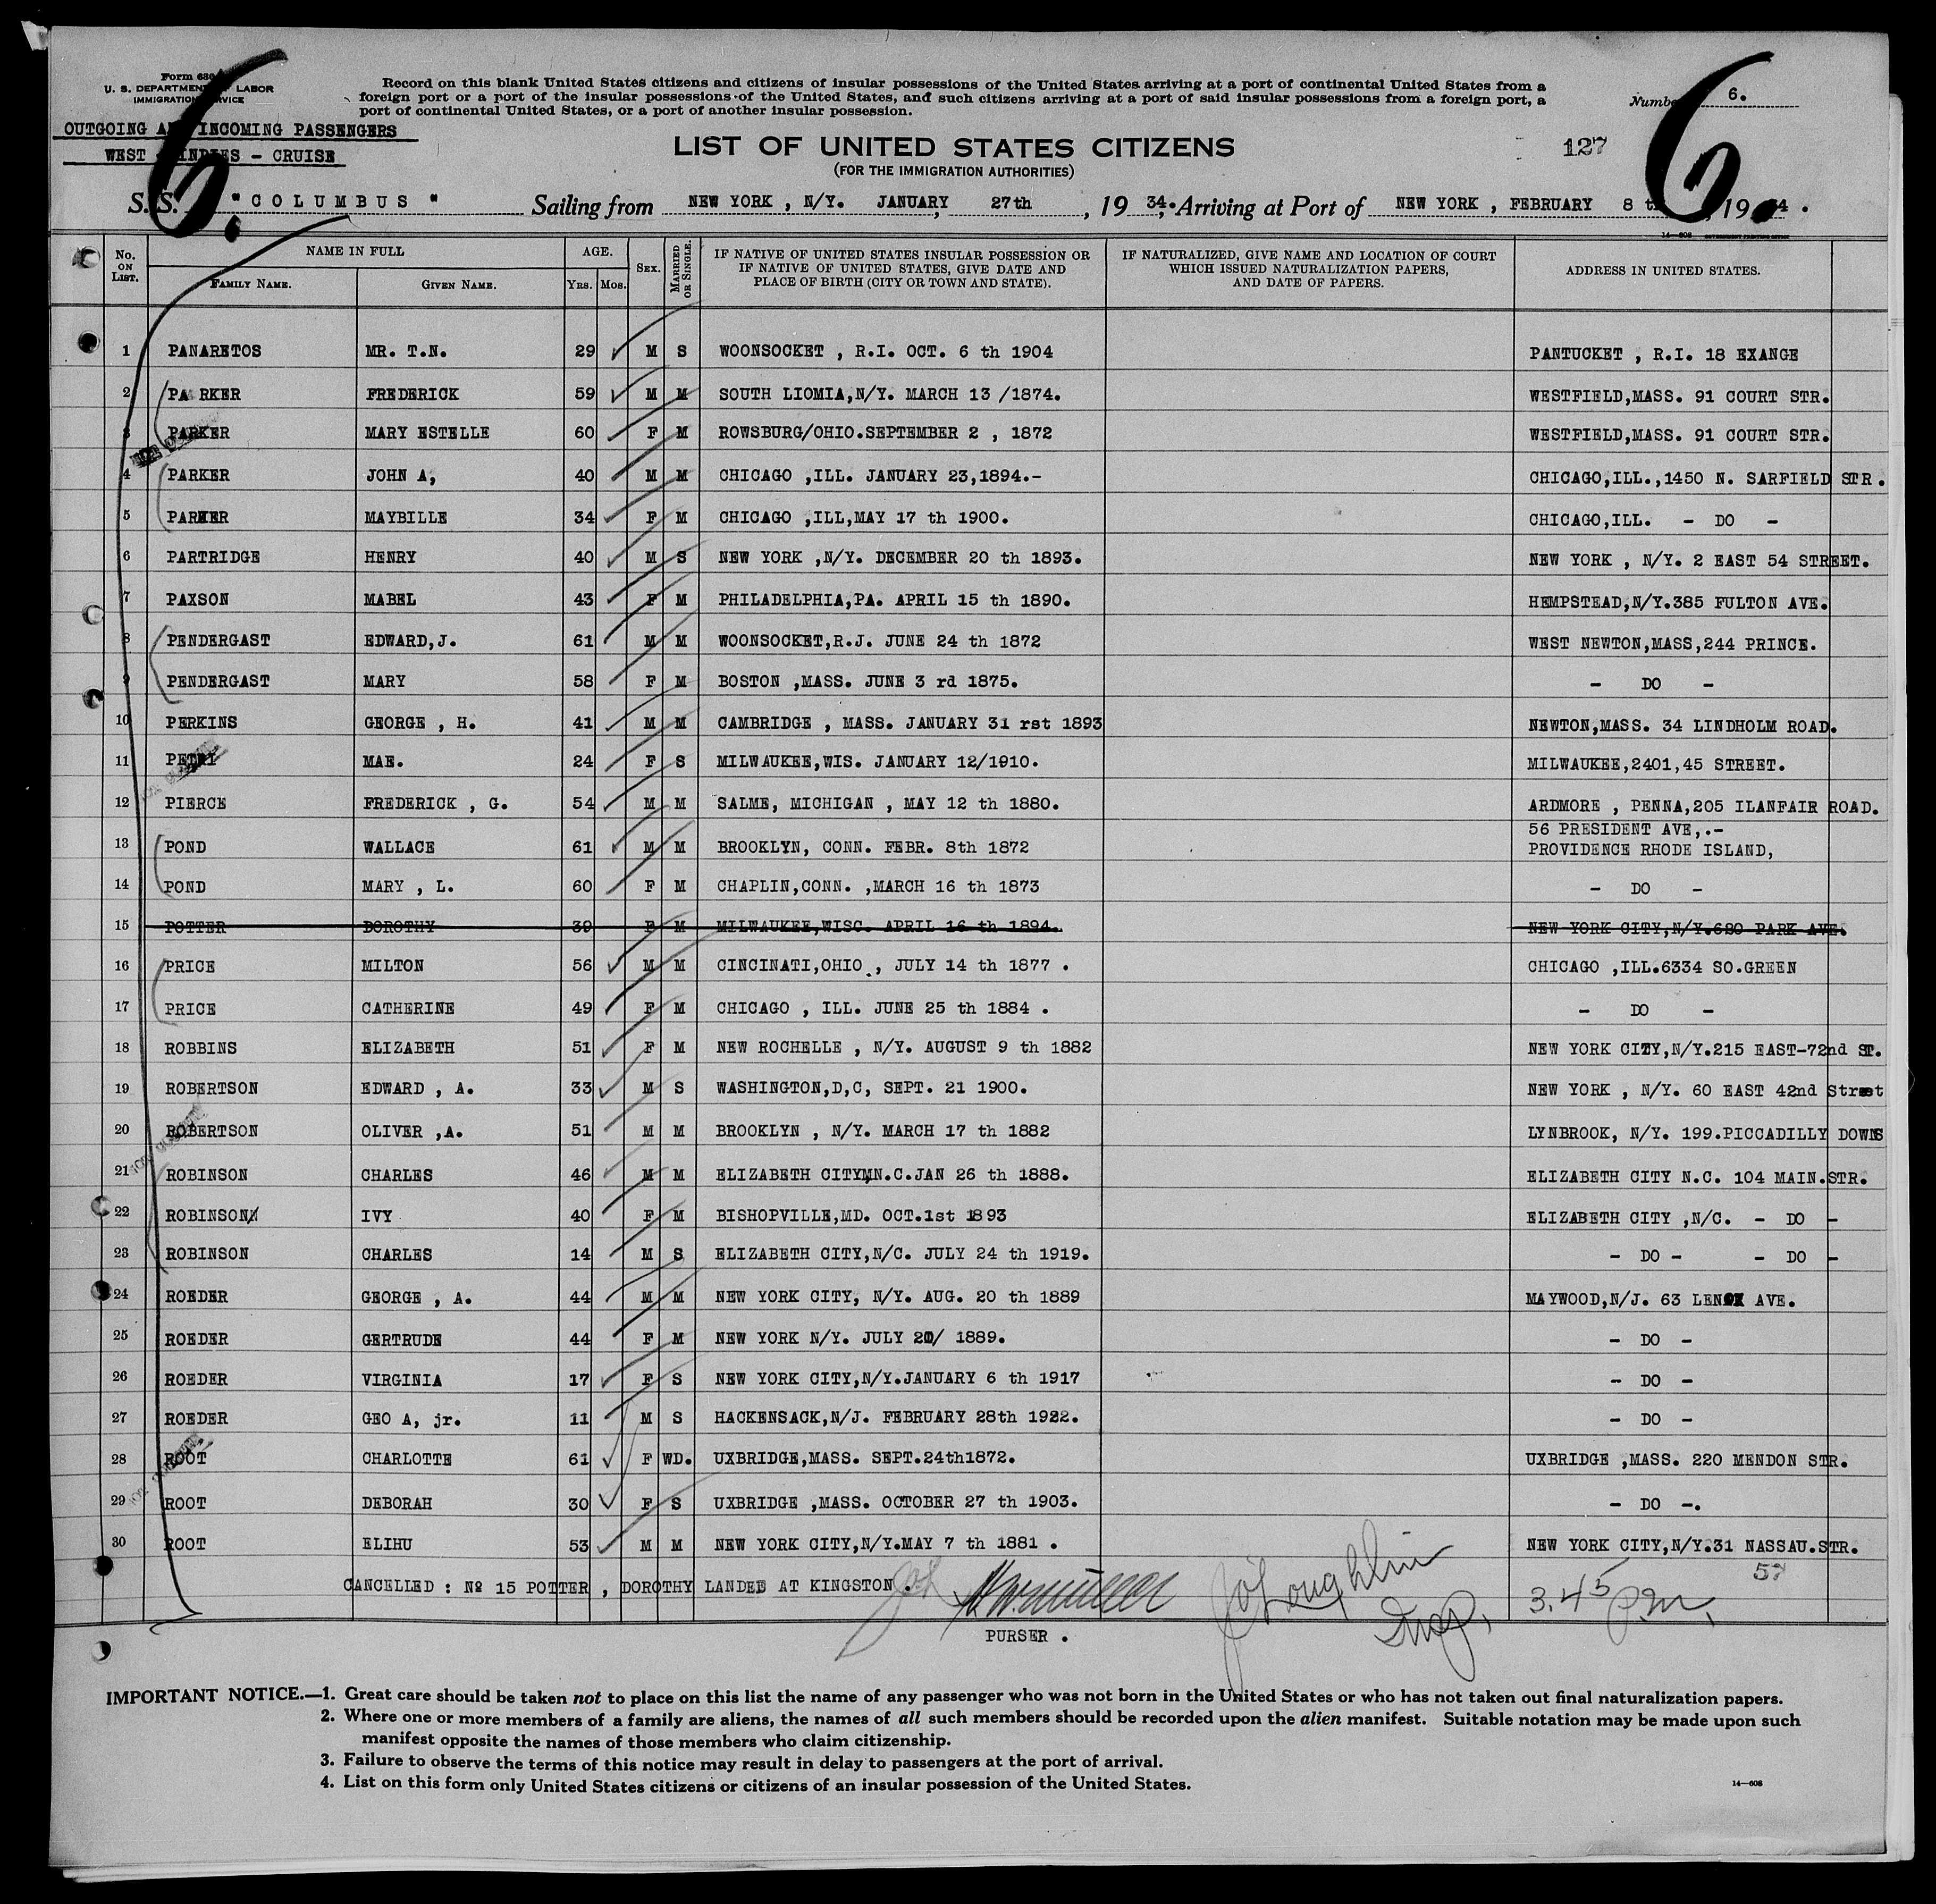 Form 680
U. S. DEPARTMENT OF LABOR
IMMIGRATION SERVICE
Record on this blank United States citizens and citizens of insular possessions of the United States arriving at a port of continental United States from a
foreign port or a port of the insular possessions of the United States, and such citizens arriving at a port of said insular possessions from a foreign port, a
port of continental United States, or a port of another insular possession.
Number 6.
OUTGOING AND INCOMING PASSENGERS
WEST - INDIES - CRUISE
6.
6.
LIST OF UNITED STATES CITIZENS
127
(FOR THE IMMIGRATION AUTHORITIES)
S. S. "COLUMBUS" Sailing from NEW YORK , N/Y. JANUARY, 27th , 19 34. Arriving at Port of NEW YORK , FEBRUARY 8 th , 19 34 .
14—608 GOVERNMENT PRINTING OFFICE
No. ON LIST. NAME IN FULL AGE. SEX. MARRIED OR SINGLE. IF NATIVE OF UNITED STATES INSULAR POSSESSION OR IF NATIVE OF UNITED STATES, GIVE DATE AND PLACE OF BIRTH (CITY OR TOWN AND STATE). IF NATURALIZED, GIVE NAME AND LOCATION OF COURT WHICH ISSUED NATURALIZATION PAPERS, AND DATE OF PAPERS. ADDRESS IN UNITED STATES.
FAMILY NAME. GIVEN NAME. YRS. MOS.
1 PANARETOS MR. T.N. 29 M S WOONSOCKET , R.I. OCT. 6 th 1904 PANTUCKET , R.I. 18 EXANGE
2 PA RKER FREDERICK 59 M M SOUTH LIOMIA,N/Y. MARCH 13 /1874. WESTFIELD,MASS. 91 COURT STR.
3 PARKER MARY ESTELLE 60 F M ROWSBURG/OHIO.SEPTEMBER 2 , 1872 WESTFIELD,MASS. 91 COURT STR.
4 PARKER JOHN A, 40 M M CHICAGO ,ILL. JANUARY 23,1894.- CHICAGO,ILL.,1450 N. SARFIELD STR.
5 PARKER MAYBILLE 34 F M CHICAGO ,ILL,MAY 17 th 1900. CHICAGO,ILL. - DO -
6 PARTRIDGE HENRY 40 M S NEW YORK ,N/Y. DECEMBER 20 th 1893. NEW YORK , N/Y. 2 EAST 54 STREET.
7 PAXSON MABEL 43 F M PHILADELPHIA,PA. APRIL 15 th 1890. HEMPSTEAD,N/Y.385 FULTON AVE.
8 PENDERGAST EDWARD,J. 61 M M WOONSOCKET,R.J. JUNE 24 th 1872 WEST NEWTON,MASS,244 PRINCE.
9 PENDERGAST MARY 58 F M BOSTON ,MASS. JUNE 3 rd 1875. - DO -
10 PERKINS GEORGE , H. 41 M M CAMBRIDGE , MASS. JANUARY 31 rst 1893 NEWTON,MASS. 34 LINDHOLM ROAD.
11 PETRI MAE. 24 F S MILWAUKEE,WIS. JANUARY 12/1910. MILWAUKEE,2401,45 STREET.
12 PIERCE FREDERICK , G. 54 M M SALME, MICHIGAN , MAY 12 th 1880. ARDMORE , PENNA,205 ILANFAIR ROAD.
13 POND WALLACE 61 M M BROOKLYN, CONN. FEBR. 8th 1872 56 PRESIDENT AVE,.-
PROVIDENCE RHODE ISLAND,
14 POND MARY , L. 60 F M CHAPLIN,CONN. ,MARCH 16 th 1873 - DO -
15 POTTER DOROTHY 39 F M MILWAUKEE,WISC. APRIL 16 th 1894. NEW YORK CITY,N/Y.680 PARK AVE.
16 PRICE MILTON 56 M M CINCINATI,OHIO , JULY 14 th 1877 . CHICAGO ,ILL.6334 SO.GREEN
17 PRICE CATHERINE 49 F M CHICAGO , ILL. JUNE 25 th 1884 . - DO -
18 ROBBINS ELIZABETH 51 F M NEW ROCHELLE , N/Y. AUGUST 9 th 1882 NEW YORK CITY,N/Y.215 EAST-72nd ST.
19 ROBERTSON EDWARD , A. 33 M S WASHINGTON,D,C, SEPT. 21 1900. NEW YORK , N/Y. 60 EAST 42nd Street
20 ROBERTSON OLIVER ,A. 51 M M BROOKLYN , N/Y. MARCH 17 th 1882 LYNBROOK, N/Y. 199.PICCADILLY DOWNS
21 ROBINSON CHARLES 46 M M ELIZABETH CITY,N.C.JAN 26 th 1888. ELIZABETH CITY N.C. 104 MAIN.STR.
22 ROBINSON IVY 40 F M BISHOPVILLE,MD. OCT.1st 1893 ELIZABETH CITY ,N/C. - DO -
23 ROBINSON CHARLES 14 M S ELIZABETH CITY,N/C. JULY 24 th 1919. - DO - - DO -
24 ROEDER GEORGE , A. 44 M M NEW YORK CITY, N/Y. AUG. 20 th 1889 MAYWOOD,N/J. 63 LENOX AVE.
25 ROEDER GERTRUDE 44 F M NEW YORK N/Y. JULY 20/ 1889. - DO -
26 ROEDER VIRGINIA 17 F S NEW YORK CITY,N/Y.JANUARY 6 th 1917 - DO -
27 ROEDER GEO A, jr. 11 M S HACKENSACK,N/J. FEBRUARY 28th 1922. - DO -
28 ROOT CHARLOTTE 61 F WD. UXBRIDGE,MASS. SEPT.24th1872. UXBRIDGE ,MASS. 220 MENDON STR.
29 ROOT DEBORAH 30 F S UXBRIDGE ,MASS. OCTOBER 27 th 1903. - DO -.
30 ROOT ELIHU 53 M M NEW YORK CITY,N/Y.MAY 7 th 1881 . NEW YORK CITY,N/Y.31 NASSAU.STR.
CANCELLED : No 15 POTTER , DOROTHY LANDED AT KINGSTON .
J O'Loughlin
Insp.
57
3.45 P.M.
PURSER .
IMPORTANT NOTICE.—1. Great care should be taken not to place on this list the name of any passenger who was not born in the United States or who has not taken out final naturalization papers.
2. Where one or more members of a family are aliens, the names of all such members should be recorded upon the alien manifest. Suitable notation may be made upon such
manifest opposite the names of those members who claim citizenship.
3. Failure to observe the terms of this notice may result in delay to passengers at the port of arrival.
4. List on this form only United States citizens or citizens of an insular possession of the United States.
14—608